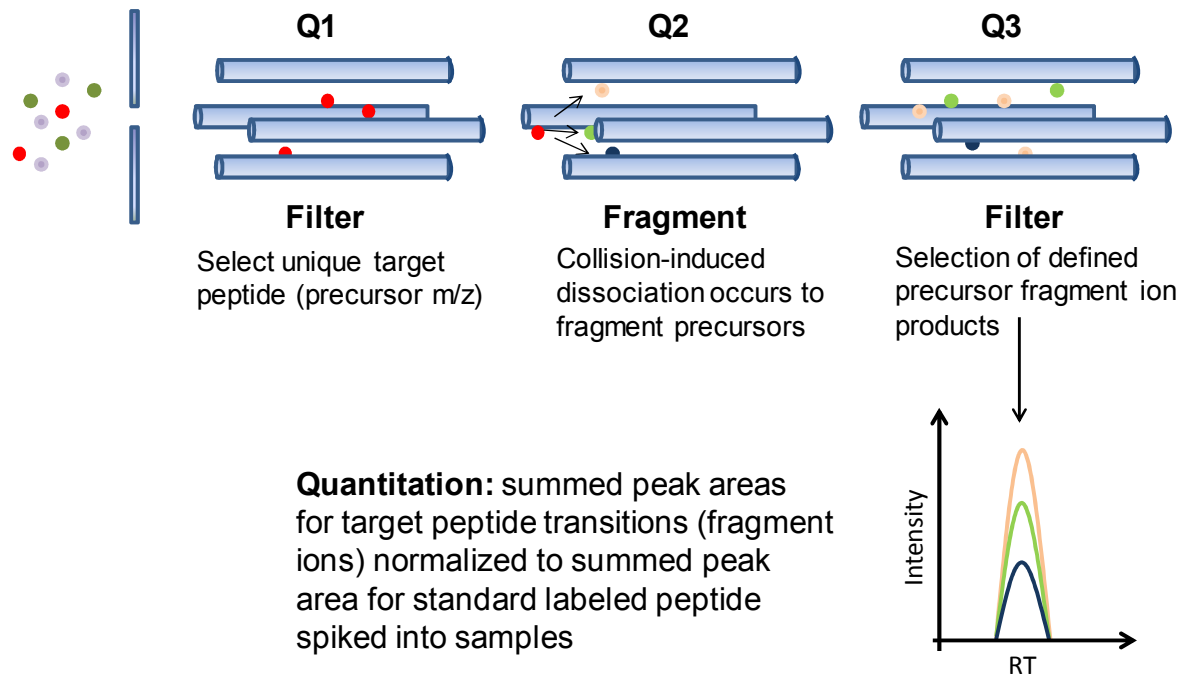 Q1
Q2
Q3
Filter
Select unique target
peptide (precursor m/z)
Fragment
Collision-induced
dissociation occurs to
fragment precursors
Filter
Selection of defined
precursor fragment ion
products
Quantitation: summed peak areas
for target peptide transitions (fragment
ions) normalized to summed peak
area for standard labeled peptide
spiked into samples
Intensity
RT